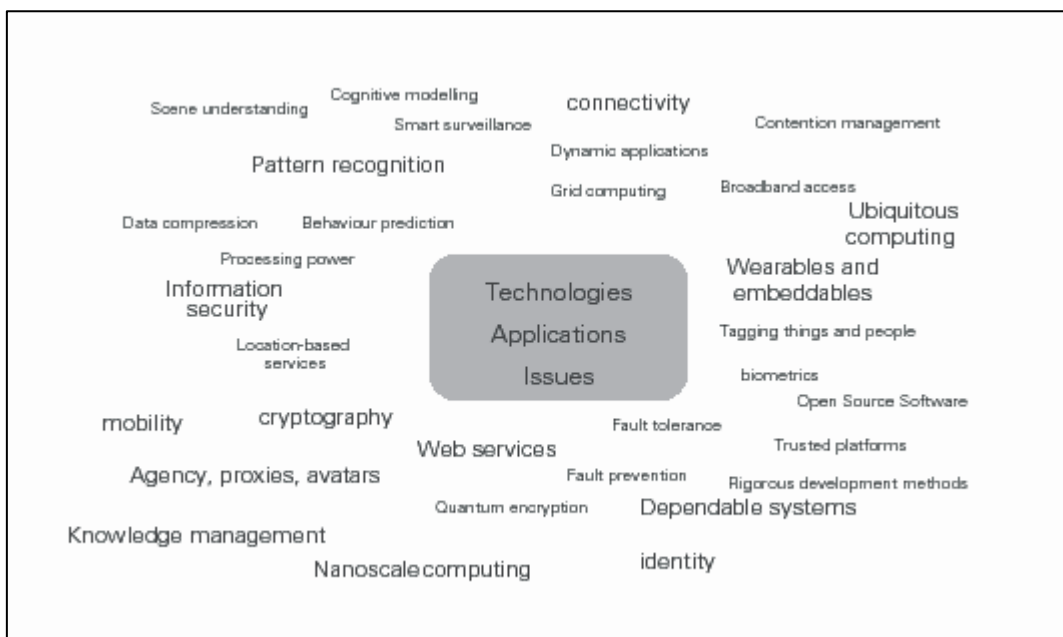 Cognitive modelling
Scene understanding
connectivity
Smart surveillance
Contention management
Dynamic applications
Pattern recognition
Grid computing
Broadband access
Ubiquitous
computing
Data compression
Behaviour prediction
Processing power
Wearables and
embeddables
Information
security
Technologies
Applications
Issues
Tagging things and people
Location-based
services
biometrics
Open Source Software
mobility
cryptography
Fault tolerance
Web services
Trusted platforms
Agency, proxies, avatars
Fault prevention
Rigorous development methods
Quantum encryption
Dependable systems
Knowledge management
Nanoscale computing
identity